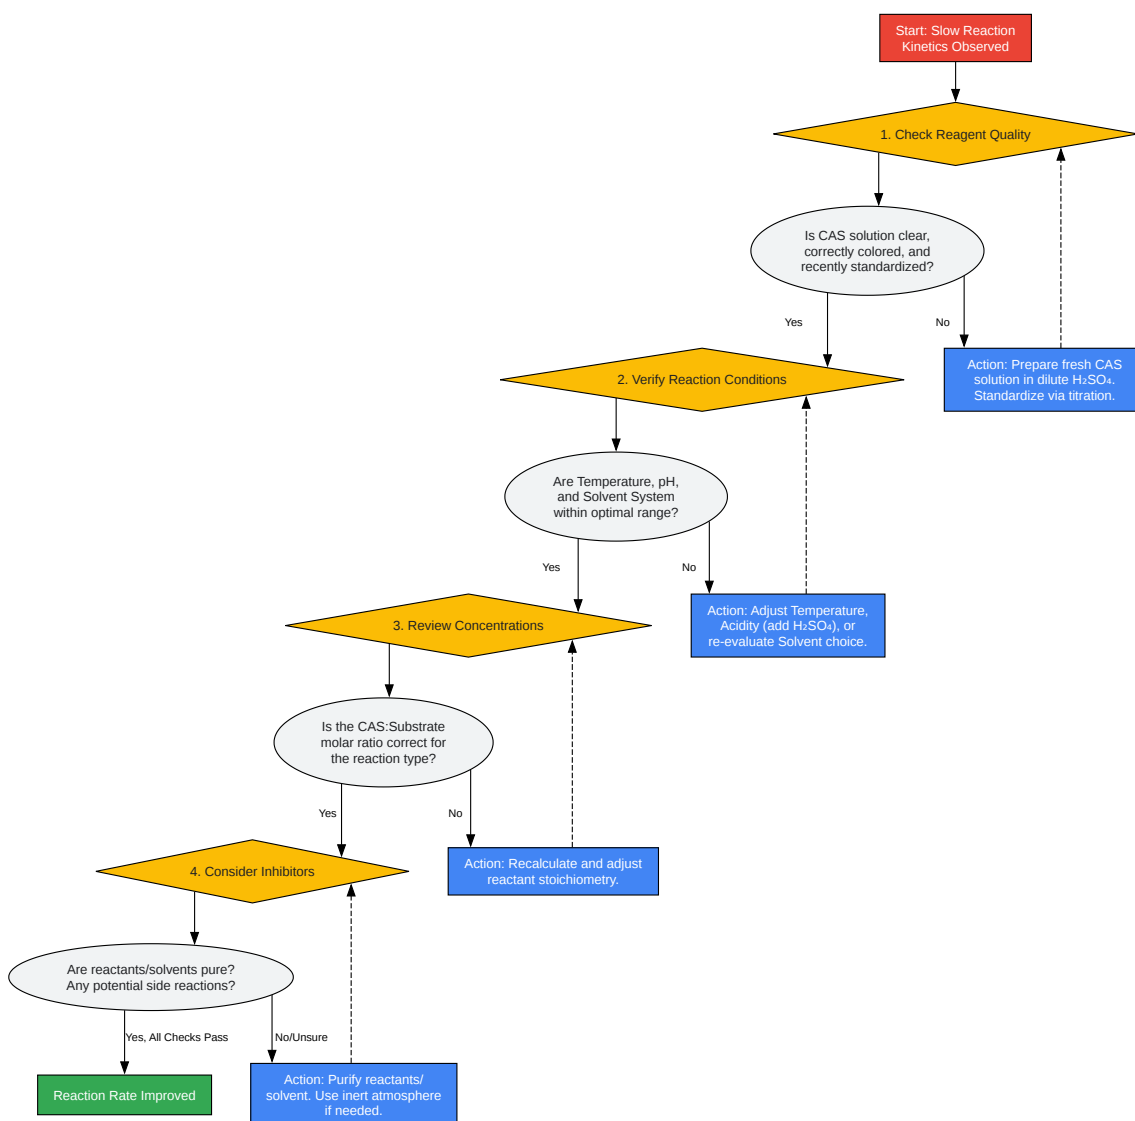 Start: Slow Reaction
Kinetics Observed
1. Check Reagent Quality
Is CAS solution clear,
correctly colored, and
recently standardized?
Yes
No
Action: Prepare fresh CAS
solution in dilute H₂SO₄.
Standardize via titration.
2. Verify Reaction Conditions
Are Temperature, pH,
and Solvent System
within optimal range?
Yes
No
Action: Adjust Temperature,
Acidity (add H₂SO₄), or
re-evaluate Solvent choice.
3. Review Concentrations
Is the CAS:Substrate
molar ratio correct for
the reaction type?
Yes
No
Action: Recalculate and adjust
reactant stoichiometry.
4. Consider Inhibitors
Are reactants/solvents pure?
Any potential side reactions?
Yes, All Checks Pass
No/Unsure
Reaction Rate Improved
Action: Purify reactants/
solvent. Use inert atmosphere
if needed.